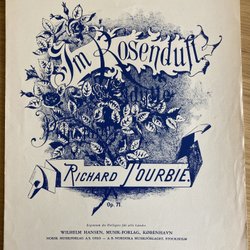 Im Rosenduft
Idylle
RICHARD TOURBIE.
Op. 71.
Eigentum des Verlegers für alle Länder
WILHELM HANSEN, MUSIK-FORLAG, KØBENHAVN
NORSK MUSIKFORLAG A/S, OSLO — A.-B. NORDISKA MUSIKFÖRLAGET, STOCKHOLM